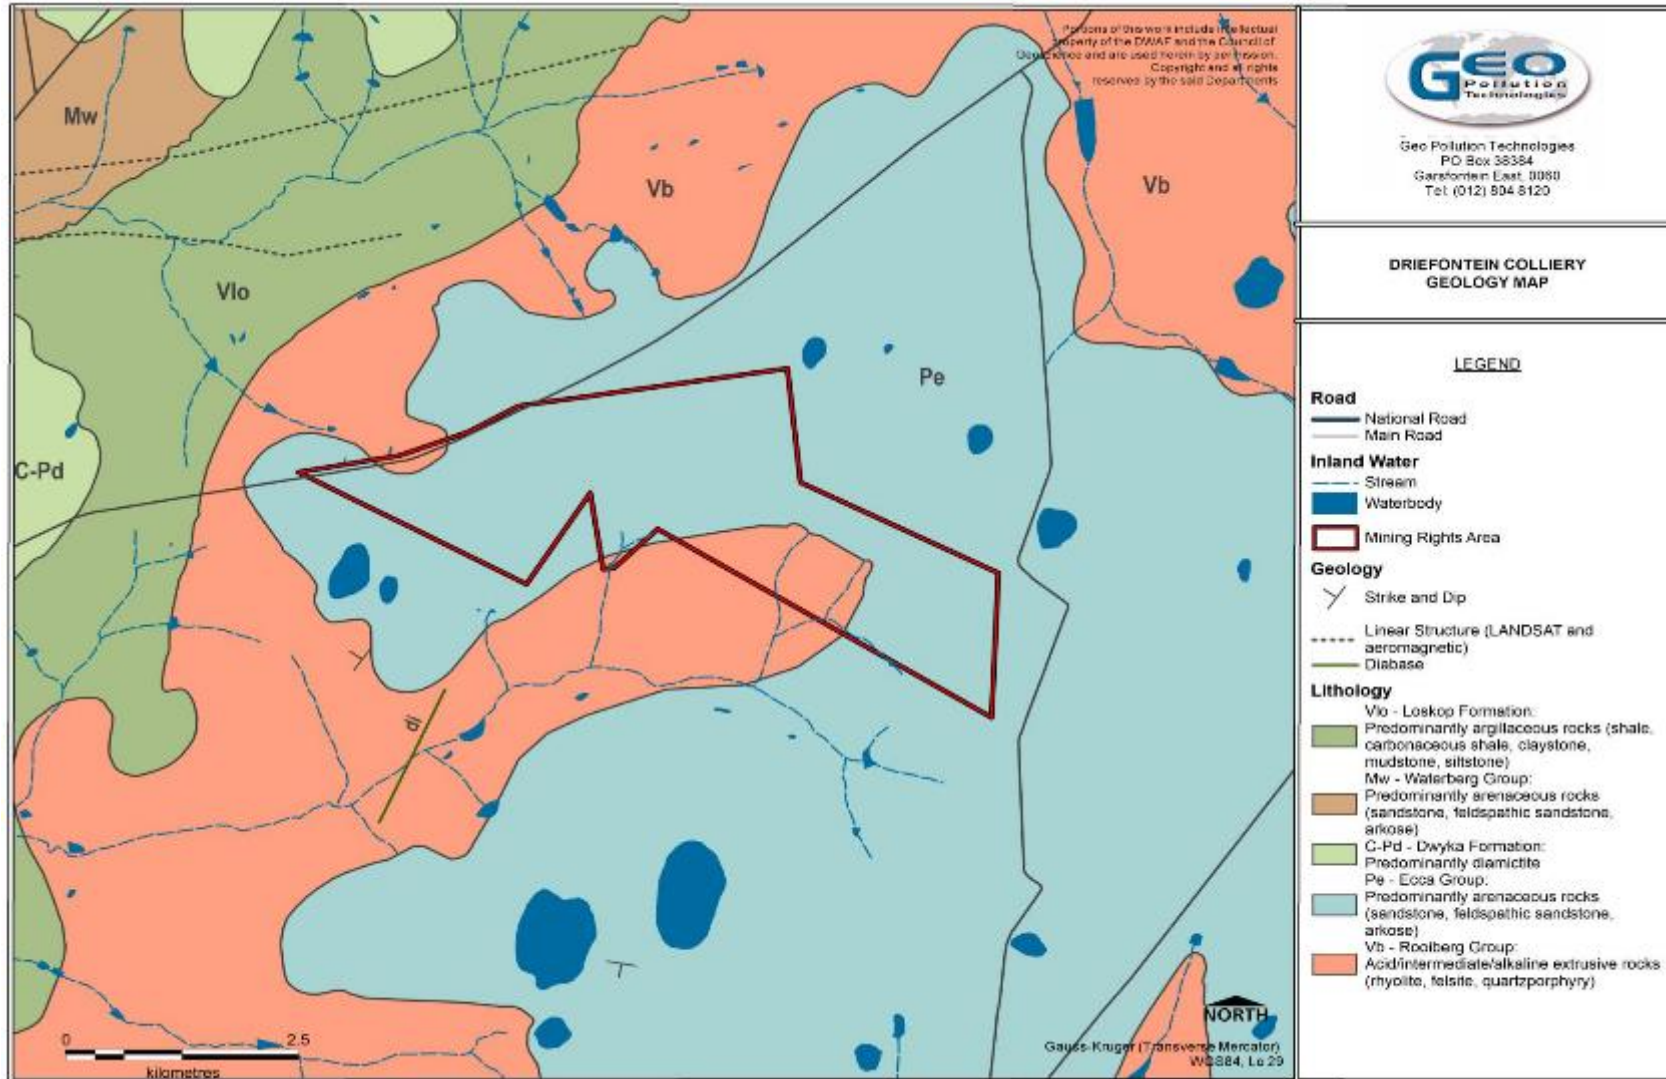 Portions of this work include intellectual
property of the DWAF and the Council of
Geoscience and are used herein by permission.
Copyright and all rights
reserved by the said Departments
Mw
Vb
Vb
Vlo
Pe
C-Pd
di
0 2.5
kilometres
NORTH
Gauss-Kruger (Transverse Mercator)
WGS84, Lo 29
GEO
Pollution
Technologies
Geo Pollution Technologies
PO Box 38384
Garsfontein East, 0060
Tel: (012) 804 8120
DRIEFONTEIN COLLIERY
GEOLOGY MAP
LEGEND
Road
National Road
Main Road
Inland Water
Stream
Waterbody
Mining Rights Area
Geology
Strike and Dip
Linear Structure (LANDSAT and
aeromagnetic)
Diabase
Lithology
Vlo - Loskop Formation:
Predominantly argillaceous rocks (shale,
carbonaceous shale, claystone,
mudstone, siltstone)
Mw - Waterberg Group:
Predominantly arenaceous rocks
(sandstone, feldspathic sandstone,
arkose)
C-Pd - Dwyka Formation:
Predominantly diamictite
Pe - Ecca Group:
Predominantly arenaceous rocks
(sandstone, feldspathic sandstone,
arkose)
Vb - Rooiberg Group:
Acid/intermediate/alkaline extrusive rocks
(rhyolite, felsite, quartzporphyry)